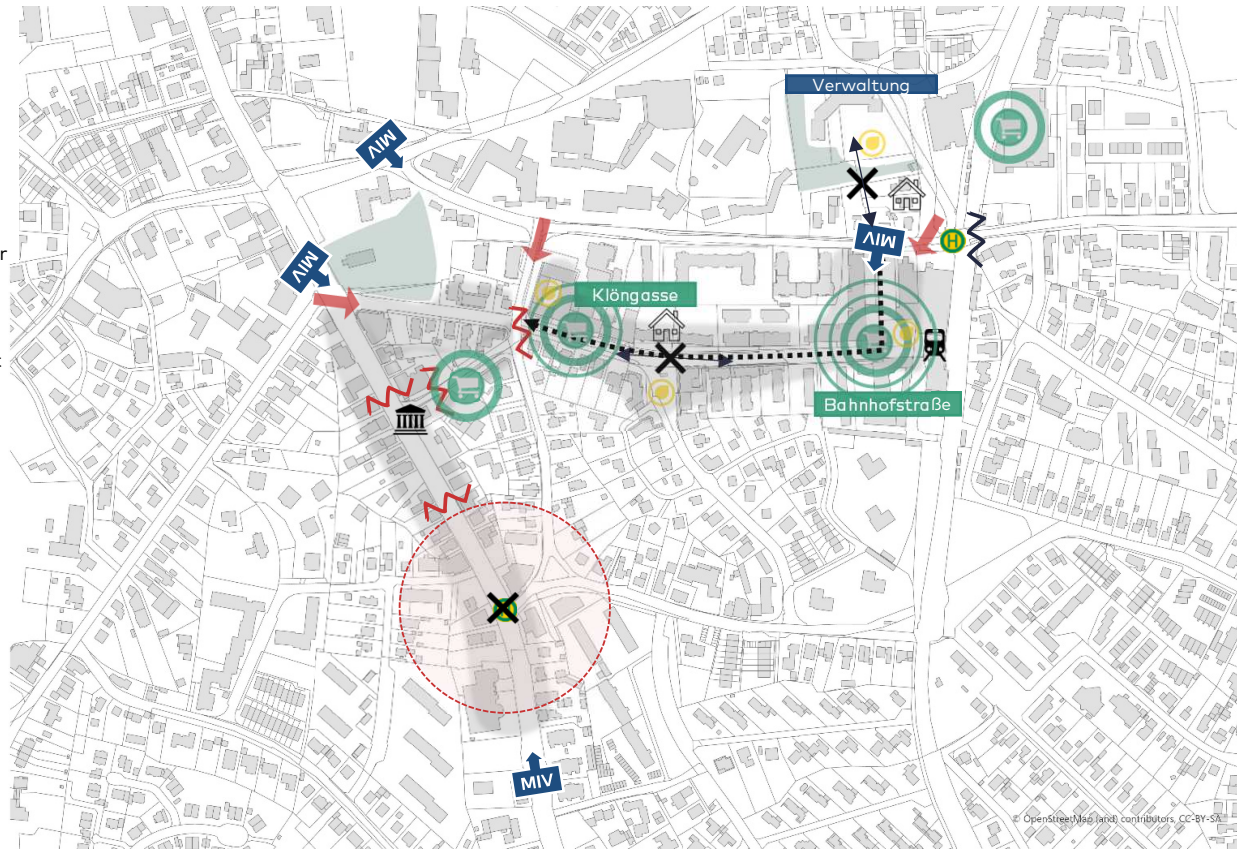 Verwaltung
MIV
r
H
MIV
MIV
Klöngasse
t
Bahnhofstraße
MIV
© OpenStreetMap (and) contributors, CC-BY-SA